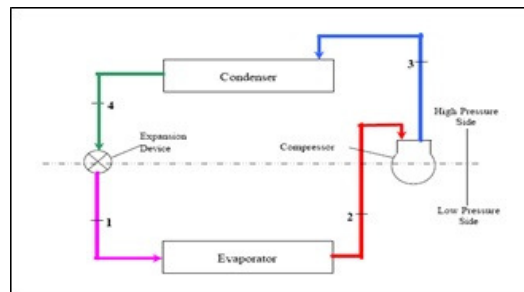 Condenser
3
4
High Pressure
Side
Expansion
Device
Compressor
1
2
Low Pressure
Side
Evaporator